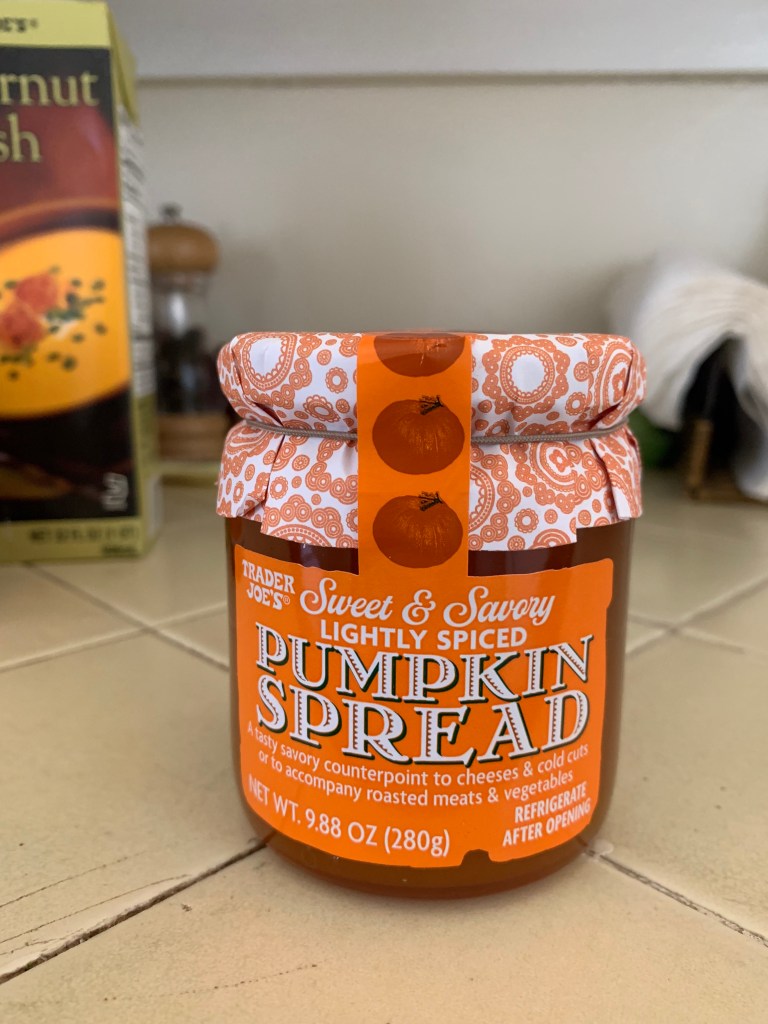 OE'S®
rnut
sh
TRADER
JOE'S®
Sweet & Savory
LIGHTLY SPICED
PUMPKIN
SPREAD
A tasty savory counterpoint to cheeses & cold cuts
or to accompany roasted meats & vegetables
NET WT. 9.88 OZ (280g)
REFRIGERATE
AFTER OPENING